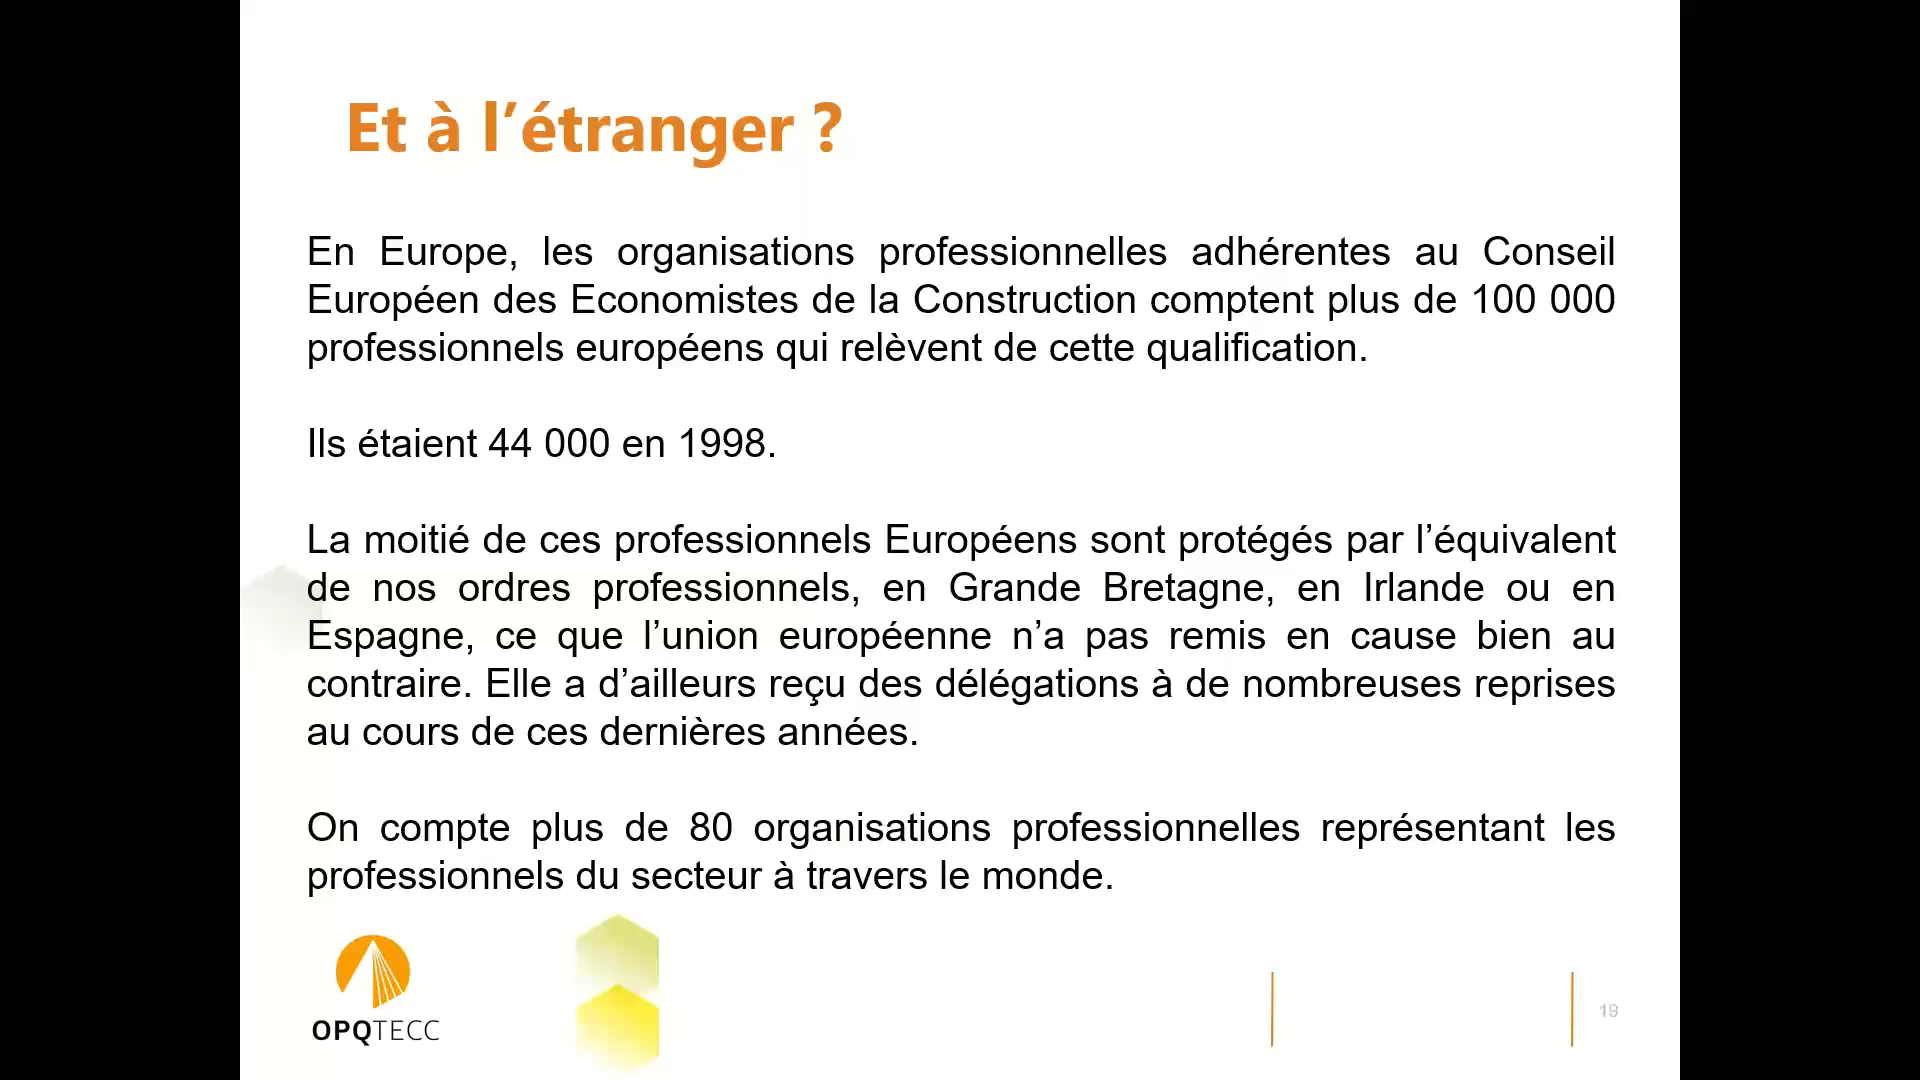 Et à l’étranger ?
En Europe, les organisations professionnelles adhérentes au Conseil
Européen des Economistes de la Construction comptent plus de 100 000
professionnels européens qui relèvent de cette qualification.
Ils étaient 44 000 en 1998.
La moitié de ces professionnels Européens sont protégés par l’équivalent
de nos ordres professionnels, en Grande Bretagne, en Irlande ou en
Espagne, ce que l’union européenne n’a pas remis en cause bien au
contraire. Elle a d’ailleurs reçu des délégations à de nombreuses reprises
au cours de ces dernières années.
On compte plus de 80 organisations professionnelles représentant les
professionnels du secteur à travers le monde.
OPQTECC
19